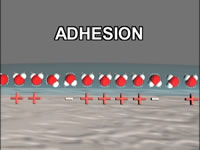 ADHESION
+ + - + + + + - +